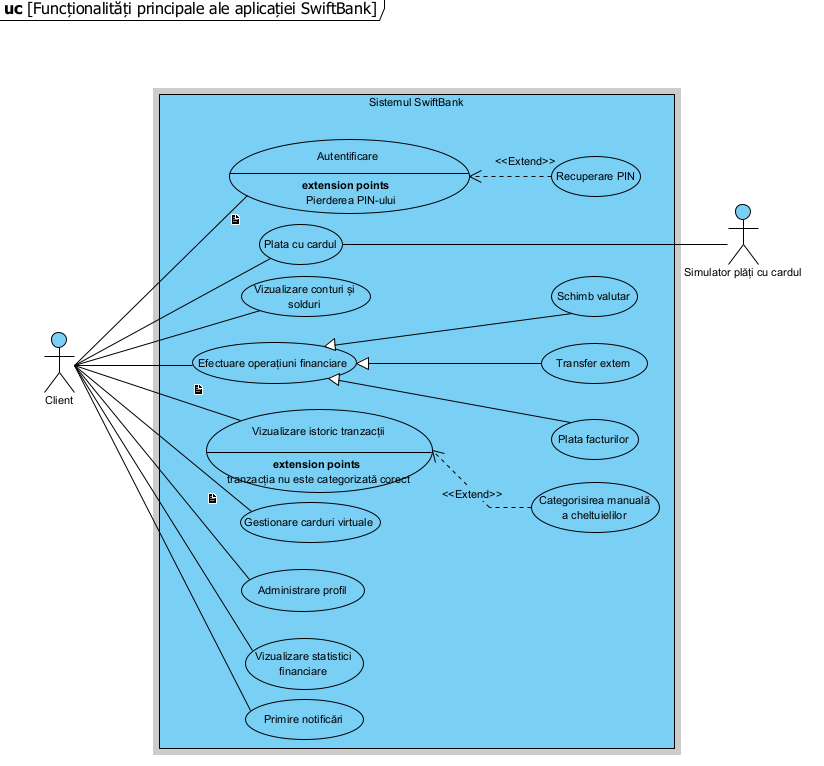 uc [Funcționalități principale ale aplicației SwiftBank]
Sistemul SwiftBank
Autentificare
extension points
Pierderea PIN-ului
<<Extend>>
Recuperare PIN
Plata cu cardul
Simulator plăți cu cardul
Vizualizare conturi și
solduri
Schimb valutar
Client
Efectuare operațiuni financiare
Transfer extern
Vizualizare istoric tranzacții
extension points
tranzacția nu este categorizată corect
Plata facturilor
<<Extend>>
Categorisirea manuală
a cheltuielilor
Gestionare carduri virtuale
Administrare profil
Vizualizare statistici
financiare
Primire notificări